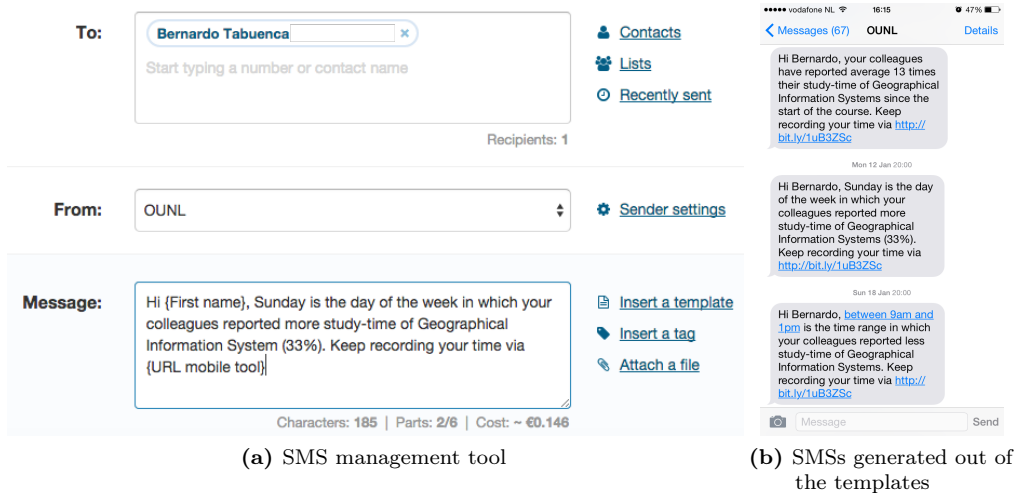 To:
Bernardo Tabuenca ×
Start typing a number or contact name
Contacts
Lists
Recently sent
Recipients: 1
From:
OUNL
Sender settings
Message:
Hi {First name}, Sunday is the day of the week in which your
colleagues reported more study-time of Geographical
Information System (33%). Keep recording your time via
{URL mobile tool}
Insert a template
Insert a tag
Attach a file
Characters: 185 | Parts: 2/6 | Cost: ~ €0.146
(a) SMS management tool
vodafone NL 16:15 47%
Messages (67) OUNL Details
Hi Bernardo, your colleagues
have reported average 13 times
their study-time of Geographical
Information Systems since the
start of the course. Keep
recording your time via http://
bit.ly/1uB3ZSc
Mon 12 Jan 20:00
Hi Bernardo, Sunday is the day
of the week in which your
colleagues reported more
study-time of Geographical
Information Systems (33%).
Keep recording your time via
http://bit.ly/1uB3ZSc
Sun 18 Jan 20:00
Hi Bernardo, between 9am and
1pm is the time range in which
your colleagues reported less
study-time of Geographical
Information Systems. Keep
recording your time via http://
bit.ly/1uB3ZSc
Message Send
(b) SMSs generated out of
the templates